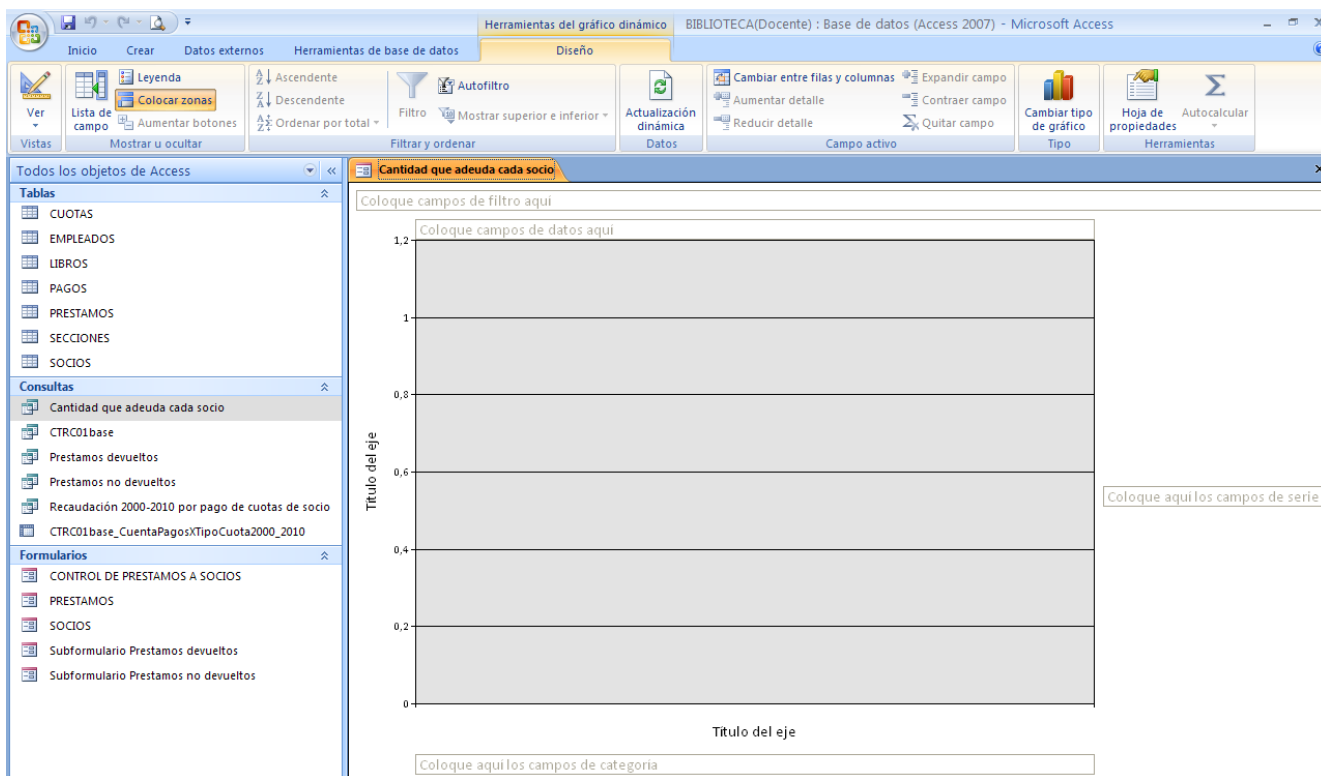 Herramientas del gráfico dinámico
BIBLIOTECA(Docente) : Base de datos (Access 2007) - Microsoft Access
Inicio
Crear
Datos externos
Herramientas de base de datos
Diseño
Ver
Vistas
Lista de campo
Leyenda
Colocar zonas
Aumentar botones
Mostrar u ocultar
Ascendente
Descendente
Ordenar por total
Filtro
Autofiltro
Mostrar superior e inferior
Filtrar y ordenar
Actualización dinámica
Datos
Cambiar entre filas y columnas
Aumentar detalle
Reducir detalle
Expandir campo
Contraer campo
Quitar campo
Campo activo
Cambiar tipo de gráfico
Tipo
Hoja de propiedades
Autocalcular
Herramientas
Todos los objetos de Access
Tablas
CUOTAS
EMPLEADOS
LIBROS
PAGOS
PRESTAMOS
SECCIONES
SOCIOS
Consultas
Cantidad que adeuda cada socio
CTRC01base
Prestamos devueltos
Prestamos no devueltos
Recaudación 2000-2010 por pago de cuotas de socio
CTRC01base_CuentaPagosXTipoCuota2000_2010
Formularios
CONTROL DE PRESTAMOS A SOCIOS
PRESTAMOS
SOCIOS
Subformulario Prestamos devueltos
Subformulario Prestamos no devueltos
Cantidad que adeuda cada socio
Coloque campos de filtro aquí
Coloque campos de datos aquí
1,2
1
0,8
0,6
0,4
0,2
0
Título del eje
Coloque aquí los campos de serie
Título del eje
Coloque aquí los campos de categoría